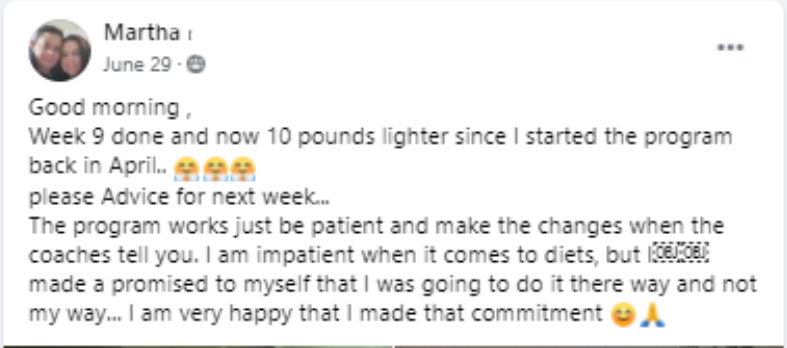 Martha
June 29 ·
Good morning ,
Week 9 done and now 10 pounds lighter since I started the program
back in April.. 😤😤😤
please Advice for next week...
The program works just be patient and make the changes when the
coaches tell you. I am impatient when it comes to diets, but I￼￼
made a promised to myself that I was going to do it there way and not
my way... I am very happy that I made that commitment 😊🙏